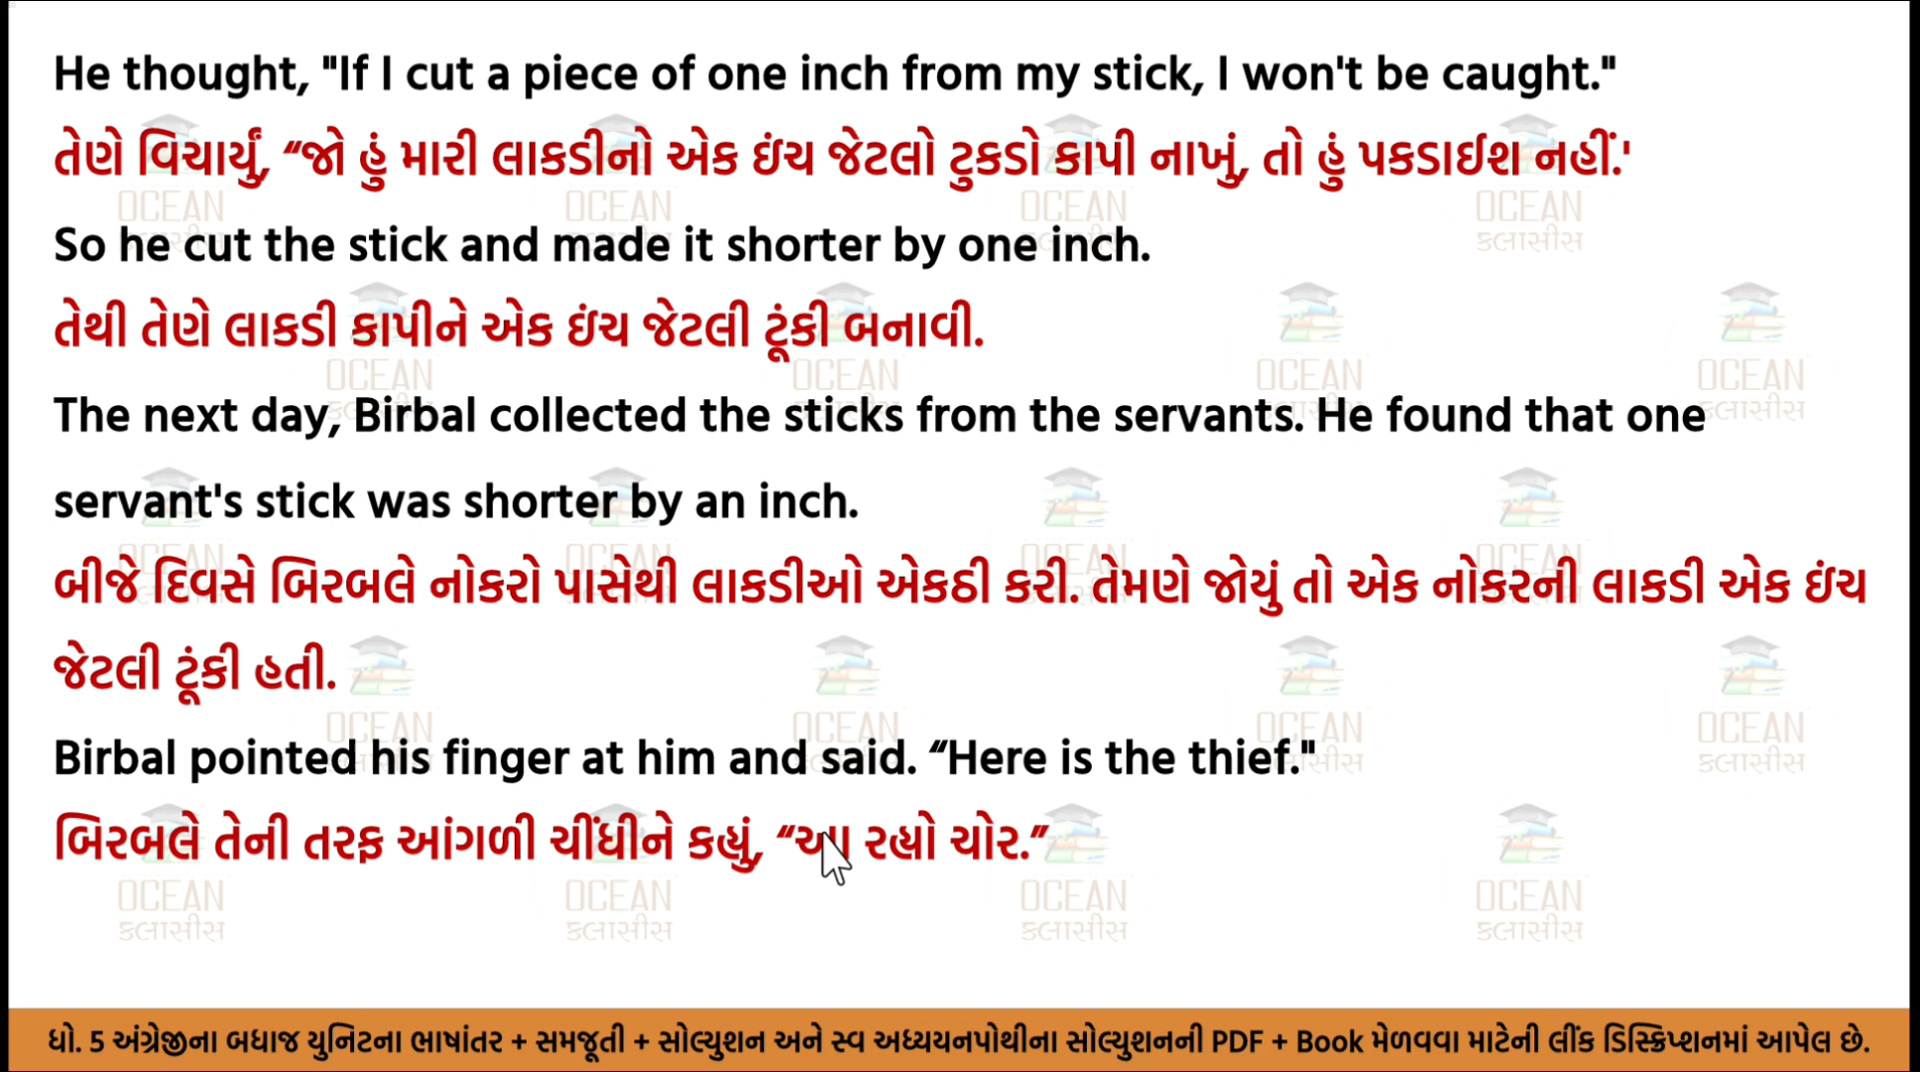 He thought, "If I cut a piece of one inch from my stick, I won't be caught."
તેણે વિચાર્યું, “જો હું મારી લાકડીનો એક ઇંચ જેટલો ટુકડો કાપી નાખું, તો હું પકડાઈશ નહીં.'
So he cut the stick and made it shorter by one inch.
તેથી તેણે લાકડી કાપીને એક ઇંચ જેટલી ટૂંકી બનાવી.
The next day, Birbal collected the sticks from the servants. He found that one
servant's stick was shorter by an inch.
બીજે દિવસે બિરબલે નોકરો પાસેથી લાકડીઓ એકઠી કરી. તેમણે જોયું તો એક નોકરની લાકડી એક ઇંચ
જેટલી ટૂંકી હતી.
Birbal pointed his finger at him and said. “Here is the thief."
બિરબલે તેની તરફ આંગળી ચીંધીને કહ્યું, “આ રહ્યો ચોર.”
ધો. 5 અંગ્રેજીના બધાજ યુનિટના ભાષાંતર + સમજૂતી + સોલ્યુશન અને સ્વ અધ્યયનપોથીના સોલ્યુશનની PDF + Book મેળવવા માટેની લીંક ડિસ્ક્રિપ્શનમાં આપેલ છે.
OCEAN
ક્લાસીસ